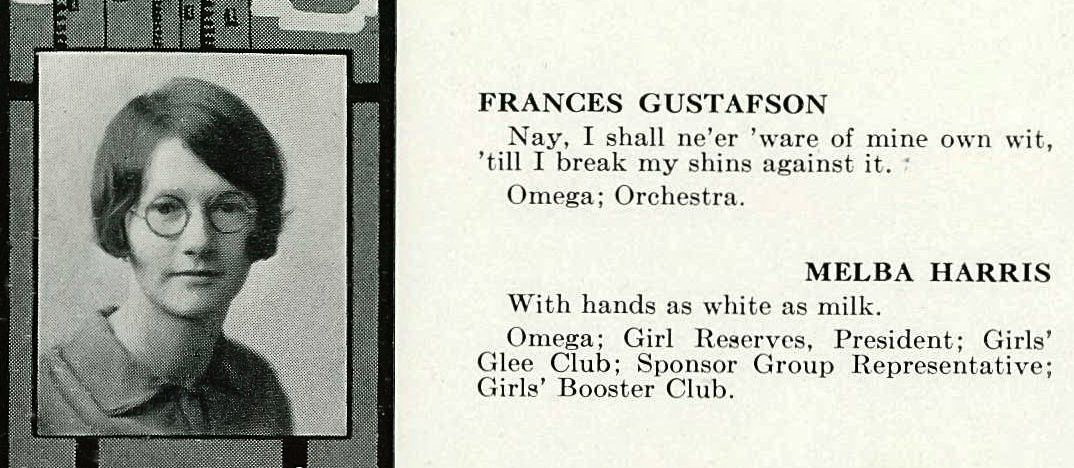 FRANCES GUSTAFSON
Nay, I shall ne'er 'ware of mine own wit,
'till I break my shins against it.
Omega; Orchestra.
MELBA HARRIS
With hands as white as milk.
Omega; Girl Reserves, President; Girls'
Glee Club; Sponsor Group Representative;
Girls' Booster Club.